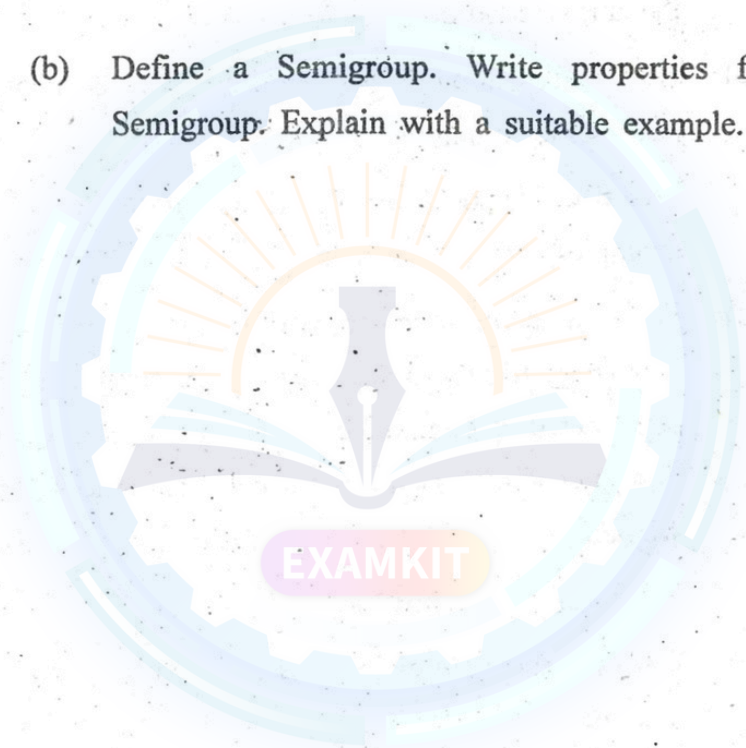 (b) Define a Semigroup. Write properties f
Semigroup. Explain with a suitable example.
EXAMKIT